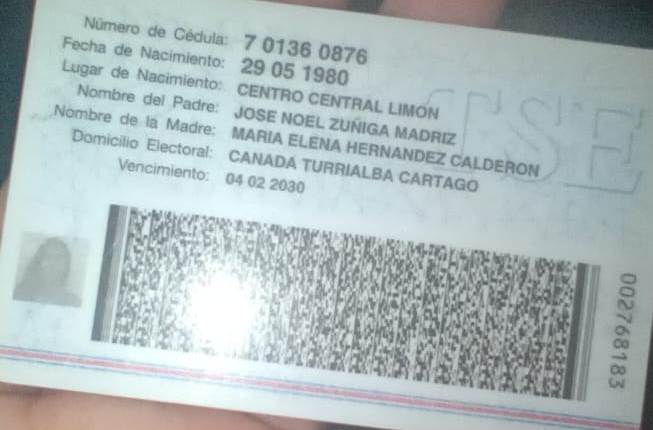 Número de Cédula: 7 0136 0876
Fecha de Nacimiento: 29 05 1980
Lugar de Nacimiento: CENTRO CENTRAL LIMON
Nombre del Padre: JOSE NOEL ZUÑIGA MADRIZ
Nombre de la Madre: MARIA ELENA HERNANDEZ CALDERON
Domicilio Electoral: CANADA TURRIALBA CARTAGO
Vencimiento: 04 02 2030
TSE
002768183